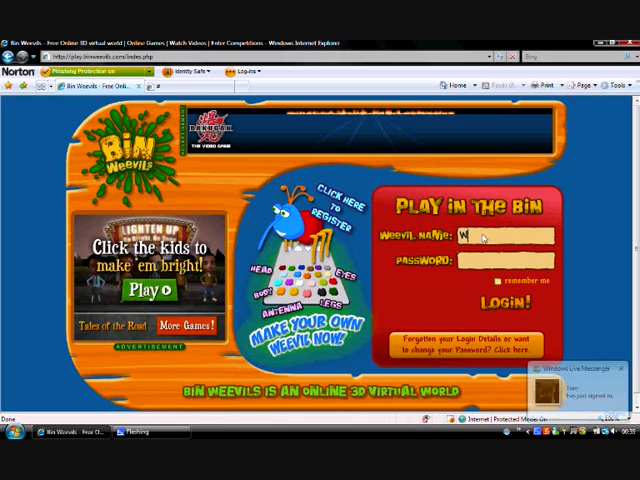 Bin Weevils - Free Online 3D virtual world | Online Games | Watch Videos | Enter Competitions - Windows Internet Explorer
http://play.binweevils.com/index.php
Bing
Norton
Phishing Protection on
Identity Safe
Log-ins
Bin Weevils - Free Onli...
#
Home
Print
Page
Tools
ADVERTISEMENT
BAKUGAN
THE VIDEO GAME
BiN
WEEVILS
CLICK HERE
TO
REGISTER
PLAY IN THE BIN
WEEVIL NAME:
W
PASSWORD:
remember me
LOGIN!
Forgotten your Login Details or want
to change your Password? Click here.
LIGHTEN UP
Click the kids to
make 'em bright!
Play
Tales of the Road
More Games!
ADVERTISEMENT
HEAD
EYES
BODY
LEGS
ANTENNA
MAKE YOUR OWN
WEEVIL NOW!
BIN WEEVILS IS AN ONLINE 3D VIRTUAL WORLD
Windows Live Messenger
has just signed in.
Done
Internet | Protected Mode: On
Bin Weevils - Free O...
Flashing
00:35